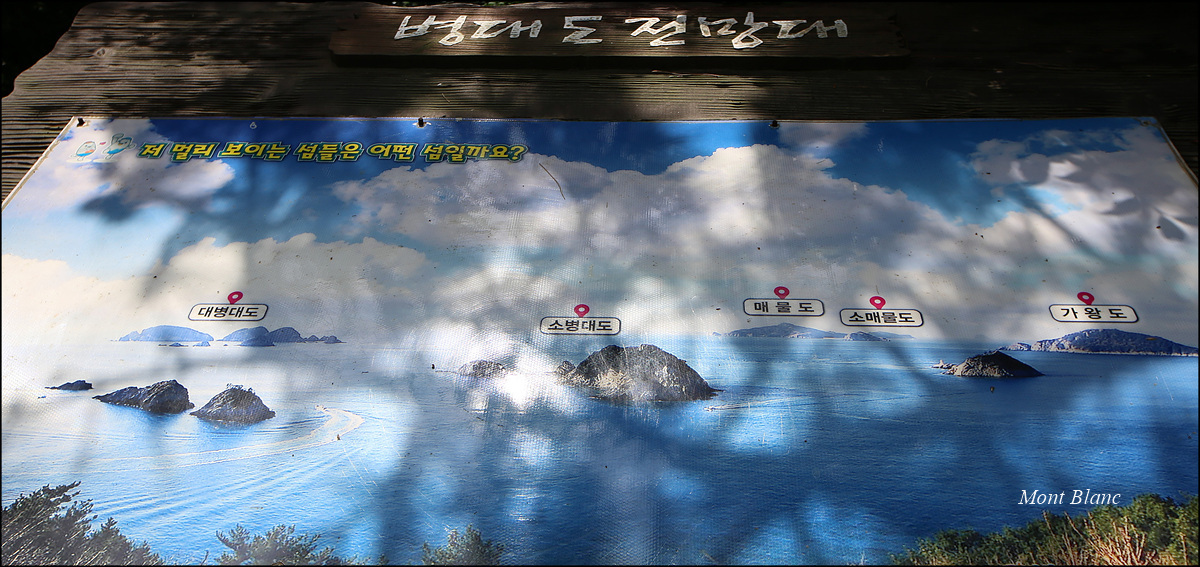 병대도 전망대
저 멀리 보이는 섬들은 어떤 섬일까요?
대병대도
소병대도
매물도
소매물도
가왕도
Mont Blanc